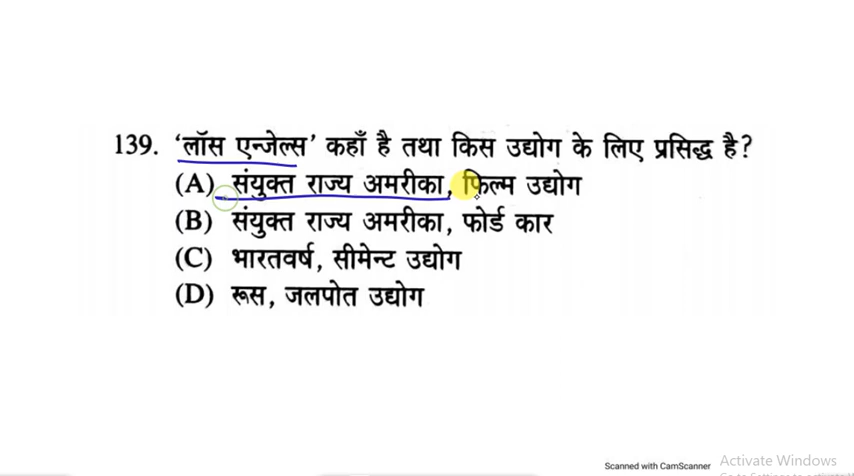 139. 'लॉस एन्जेल्स' कहाँ है तथा किस उद्योग के लिए प्रसिद्ध है?
(A) संयुक्त राज्य अमरीका, फिल्म उद्योग
(B) संयुक्त राज्य अमरीका, फोर्ड कार
(C) भारतवर्ष, सीमेन्ट उद्योग
(D) रूस, जलपोत उद्योग
Scanned with CamScanner
Activate Windows